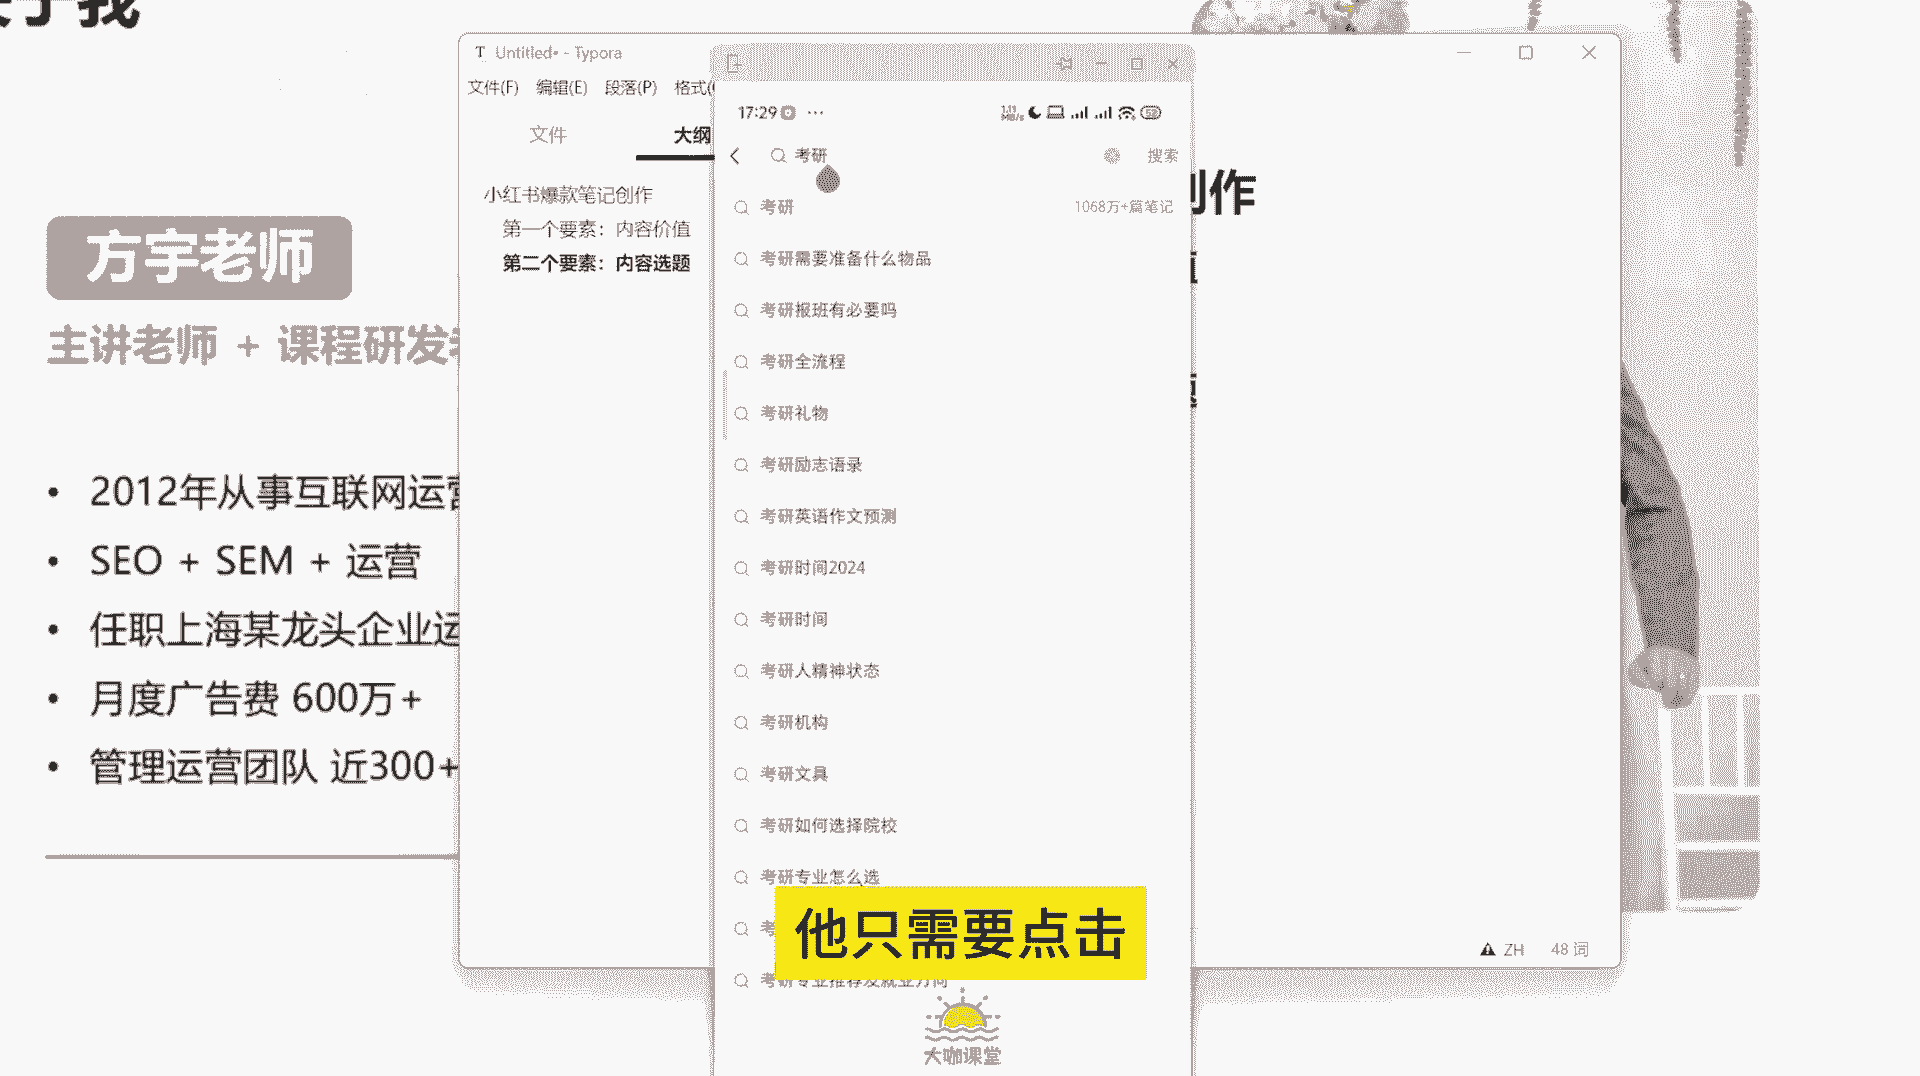 于我
方宇老师
主讲老师 + 课程研发
• 2012年从事互联网运营
• SEO + SEM + 运营
• 任职上海某龙头企业运
• 月度广告费 600万+
• 管理运营团队 近300+
Untitled• - Typora
文件(F) 编辑(E) 段落(P) 格式(
文件 大纲
小红书爆款笔记创作
第一个要素：内容价值
第二个要素：内容选题
创作
17:29 ···
1.11 MB/s 52
考研 搜索
考研 1068万+篇笔记
考研需要准备什么物品
考研报班有必要吗
考研全流程
考研礼物
考研励志语录
考研英语作文预测
考研时间2024
考研时间
考研人精神状态
考研机构
考研文具
考研如何选择院校
考研专业怎么选
考研专业推荐及就业方向
他只需要点击
大咖课堂
ZH 48 词